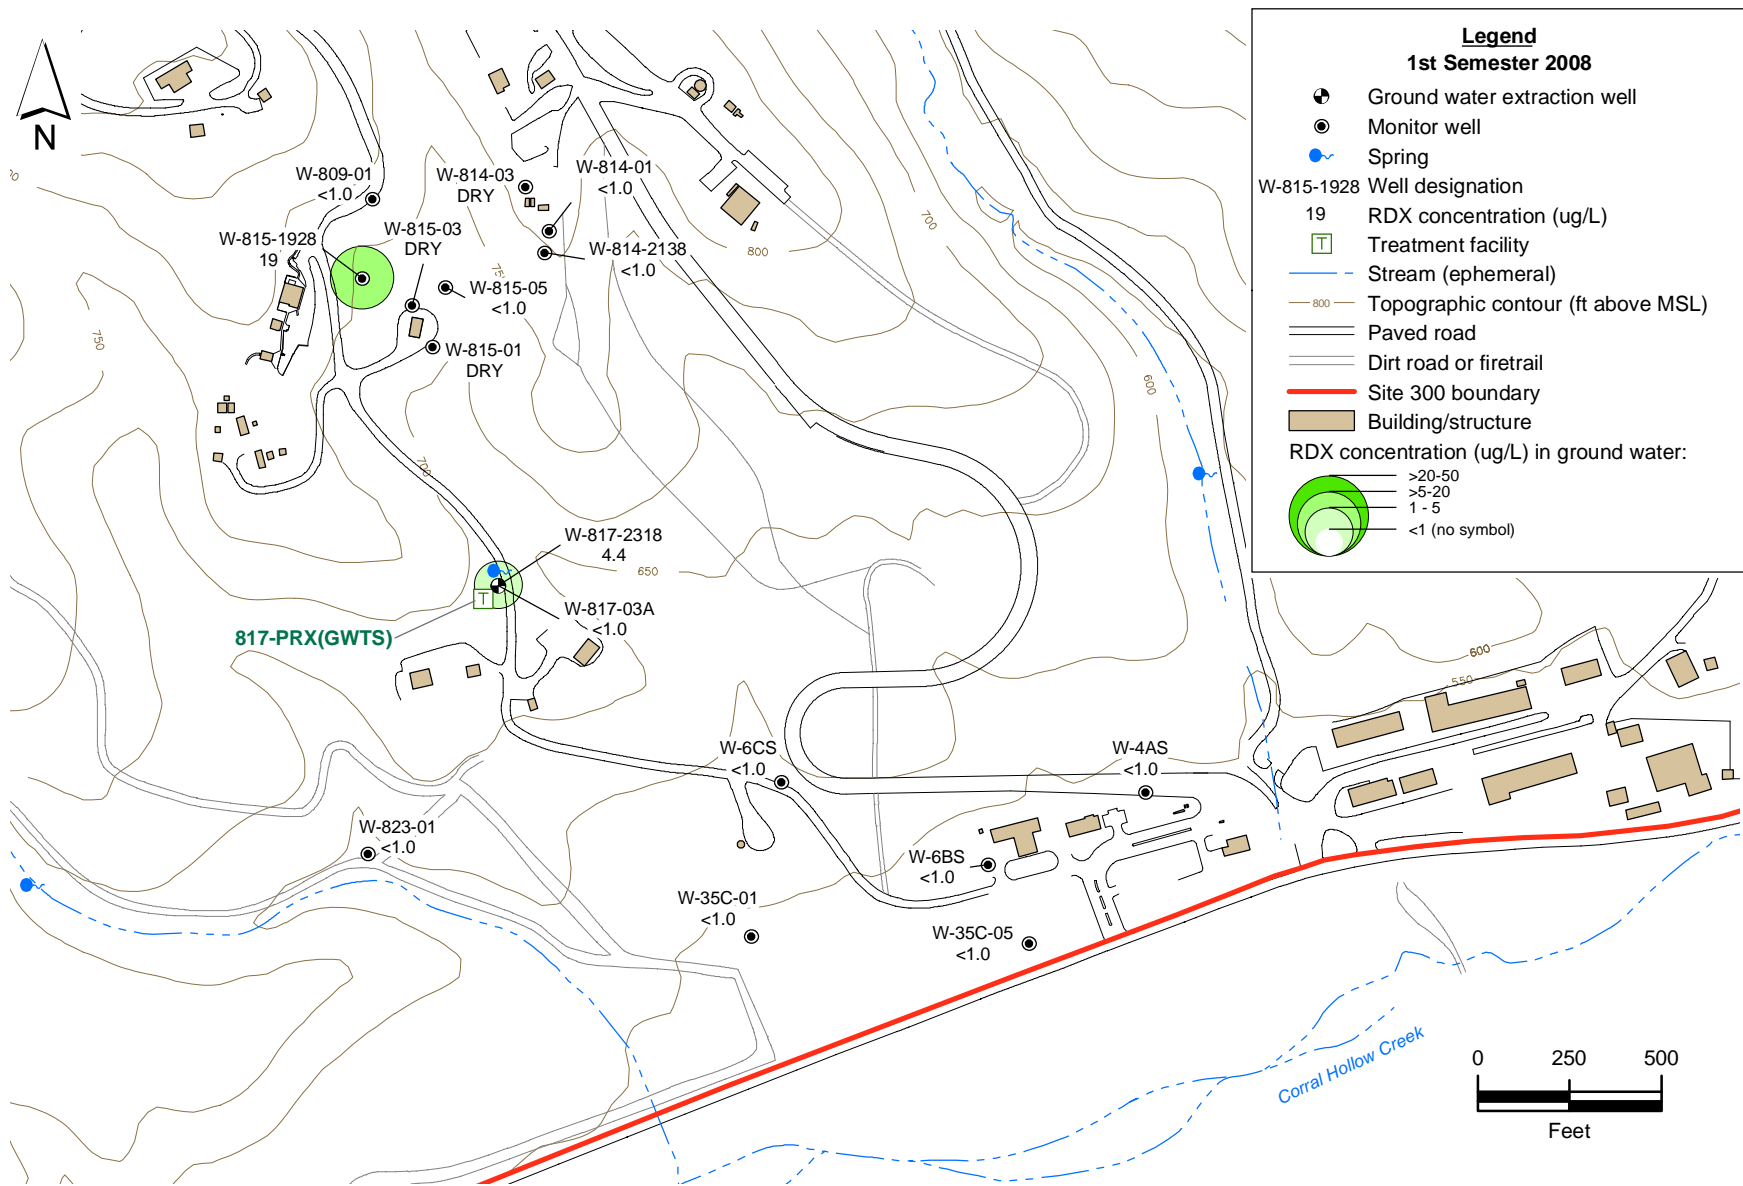 N
W-809-01
<1.0
W-814-03
DRY
W-814-01
<1.0
W-815-1928
19
W-815-03
DRY
W-814-2138
<1.0
W-815-05
<1.0
W-815-01
DRY
700
800
750
600
700
W-817-2318
4.4
650
T
W-817-03A
<1.0
817-PRX(GWTS)
600
550
W-6CS
<1.0
W-4AS
<1.0
W-823-01
<1.0
W-6BS
<1.0
W-35C-01
<1.0
W-35C-05
<1.0
Corral Hollow Creek
Legend
1st Semester 2008
Ground water extraction well
Monitor well
Spring
W-815-1928 Well designation
19 RDX concentration (ug/L)
T Treatment facility
Stream (ephemeral)
800 Topographic contour (ft above MSL)
Paved road
Dirt road or firetrail
Site 300 boundary
Building/structure
RDX concentration (ug/L) in ground water:
>20-50
>5-20
1 - 5
<1 (no symbol)
0 250 500
Feet